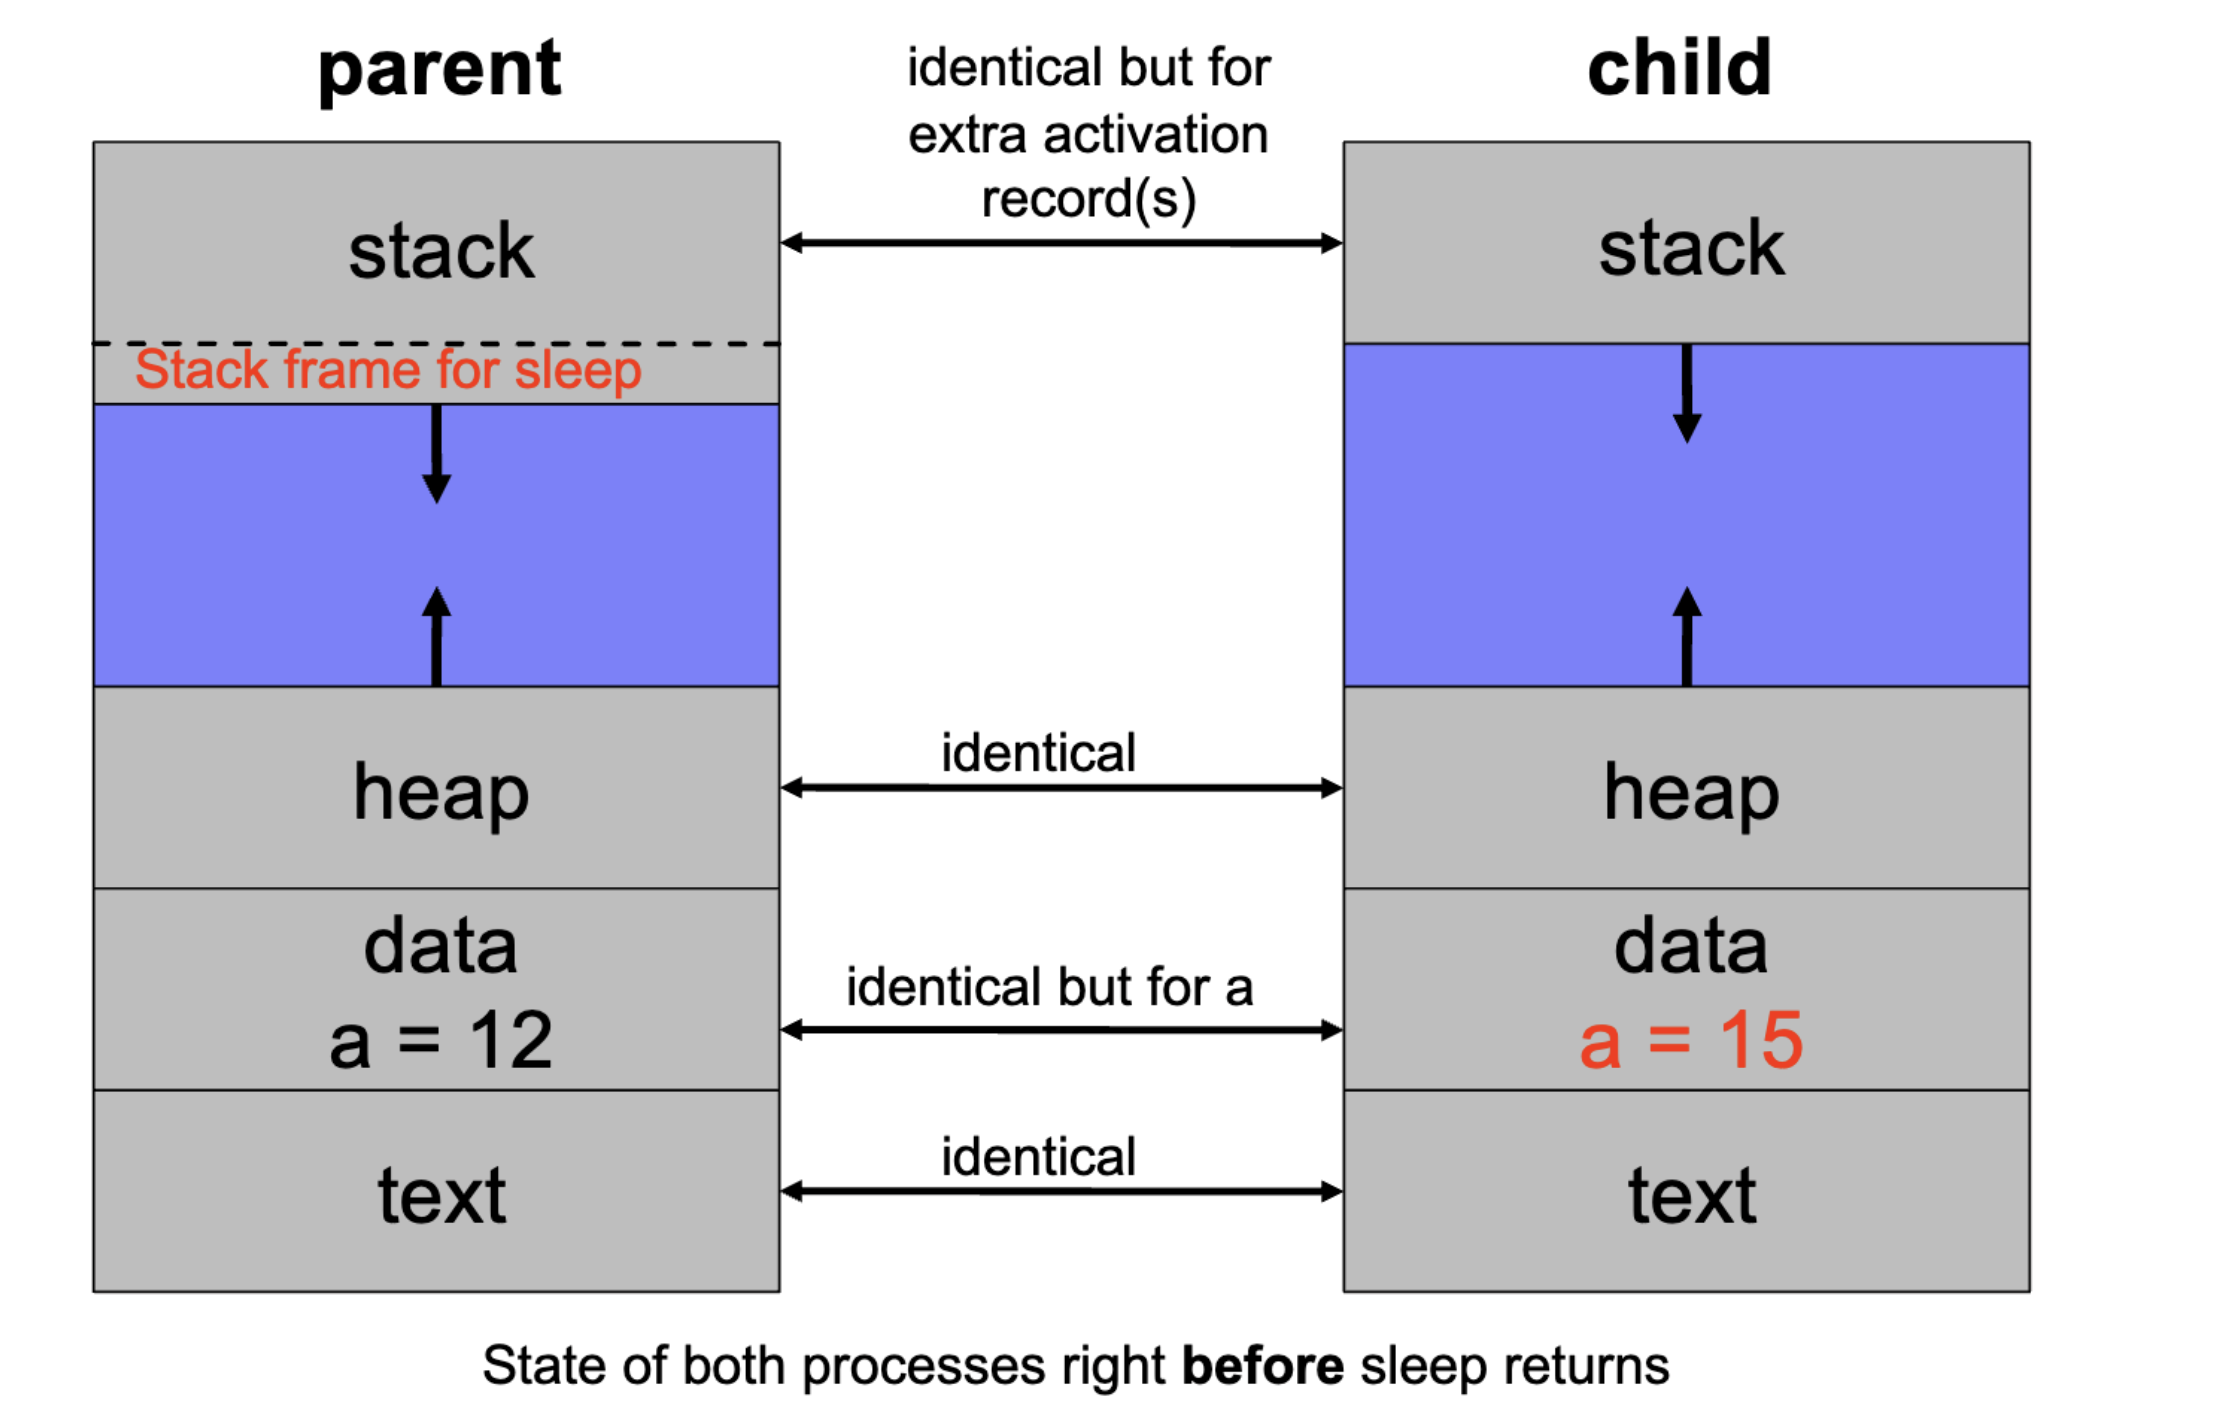 parent
identical but for
extra activation
record(s)
child
stack
stack
Stack frame for sleep
identical
heap
heap
data
a = 12
identical but for a
data
a = 15
identical
text
text
State of both processes right before sleep returns